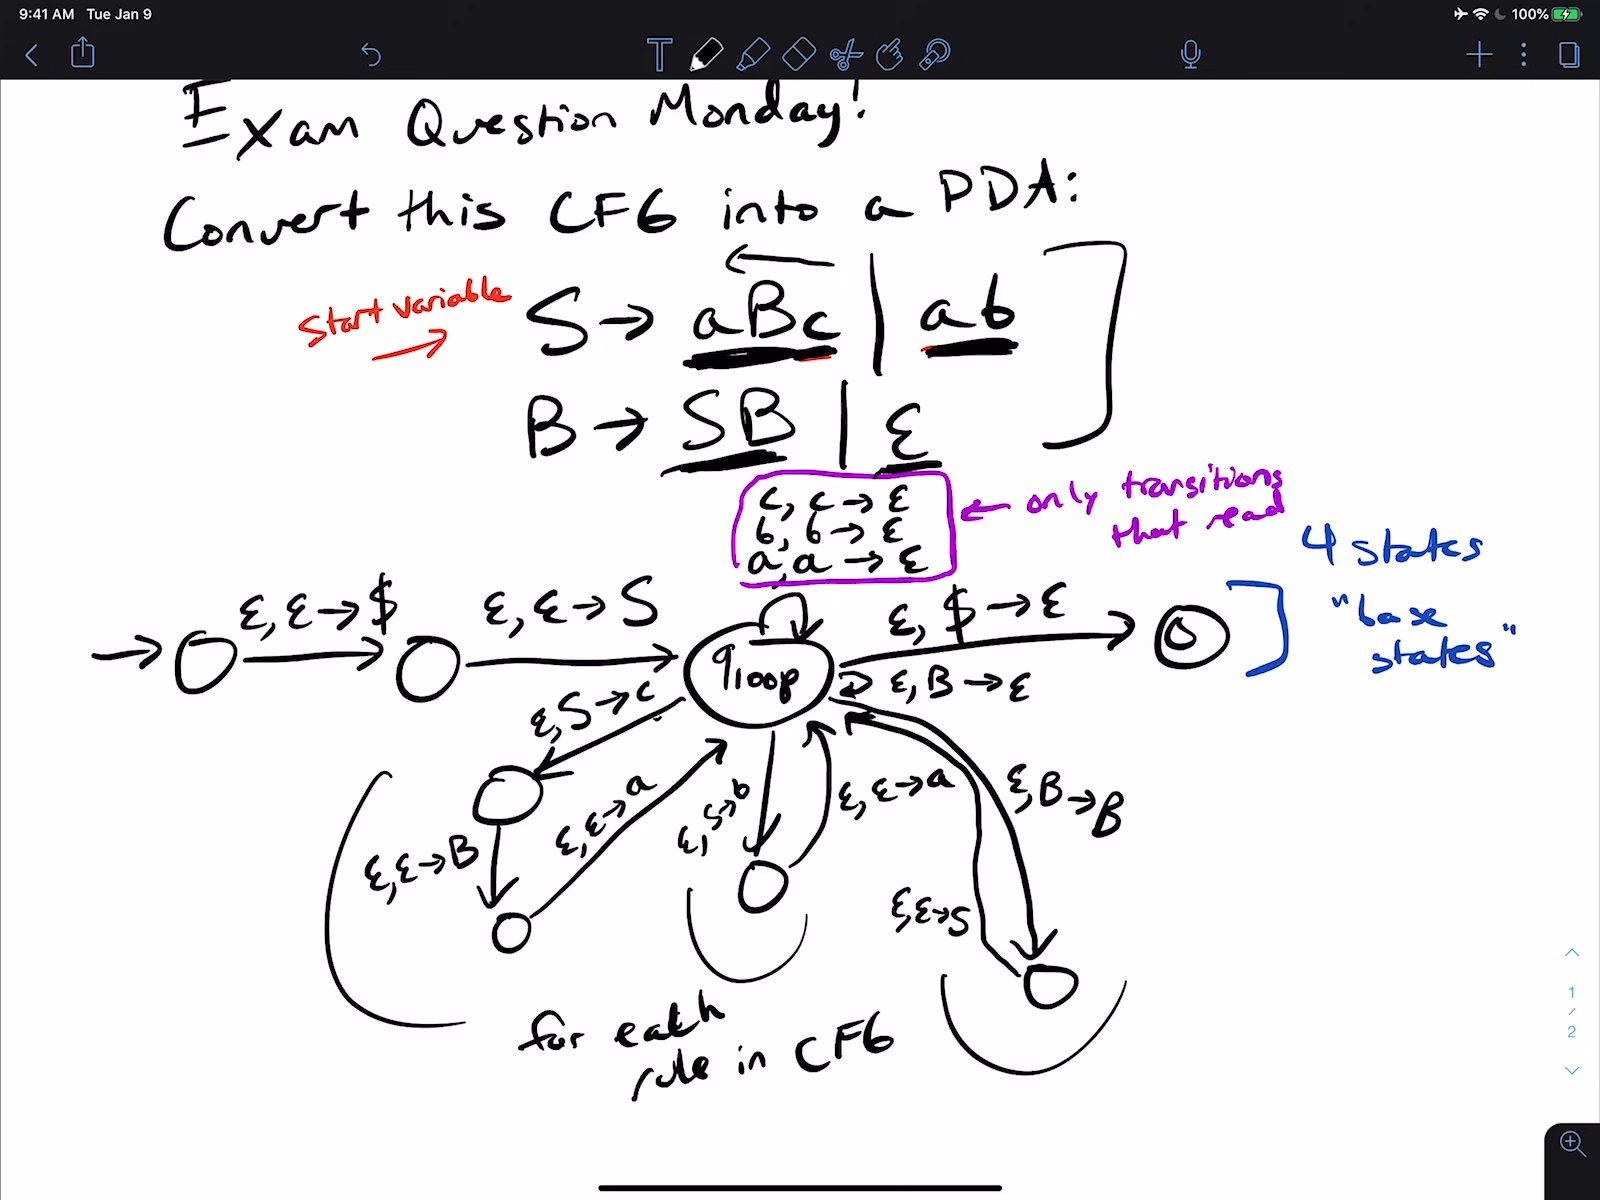 9:41 AM Tue Jan 9
100%
Exam Question Monday!
Convert this CFG into a PDA:
start variable
S → aBc | ab
B → SB | ε
c, c → ε
b, b → ε
a, a → ε
only transitions
that read
4 states
"base
states"
ε, ε → $
ε, ε → S
qloop
ε, $ → ε
ε, B → ε
ε, S → c
ε, ε → B
ε, ε → a
ε, S → b
ε, ε → a
ε, B → B
ε, ε → S
for each
rule in CFG
1
/
2